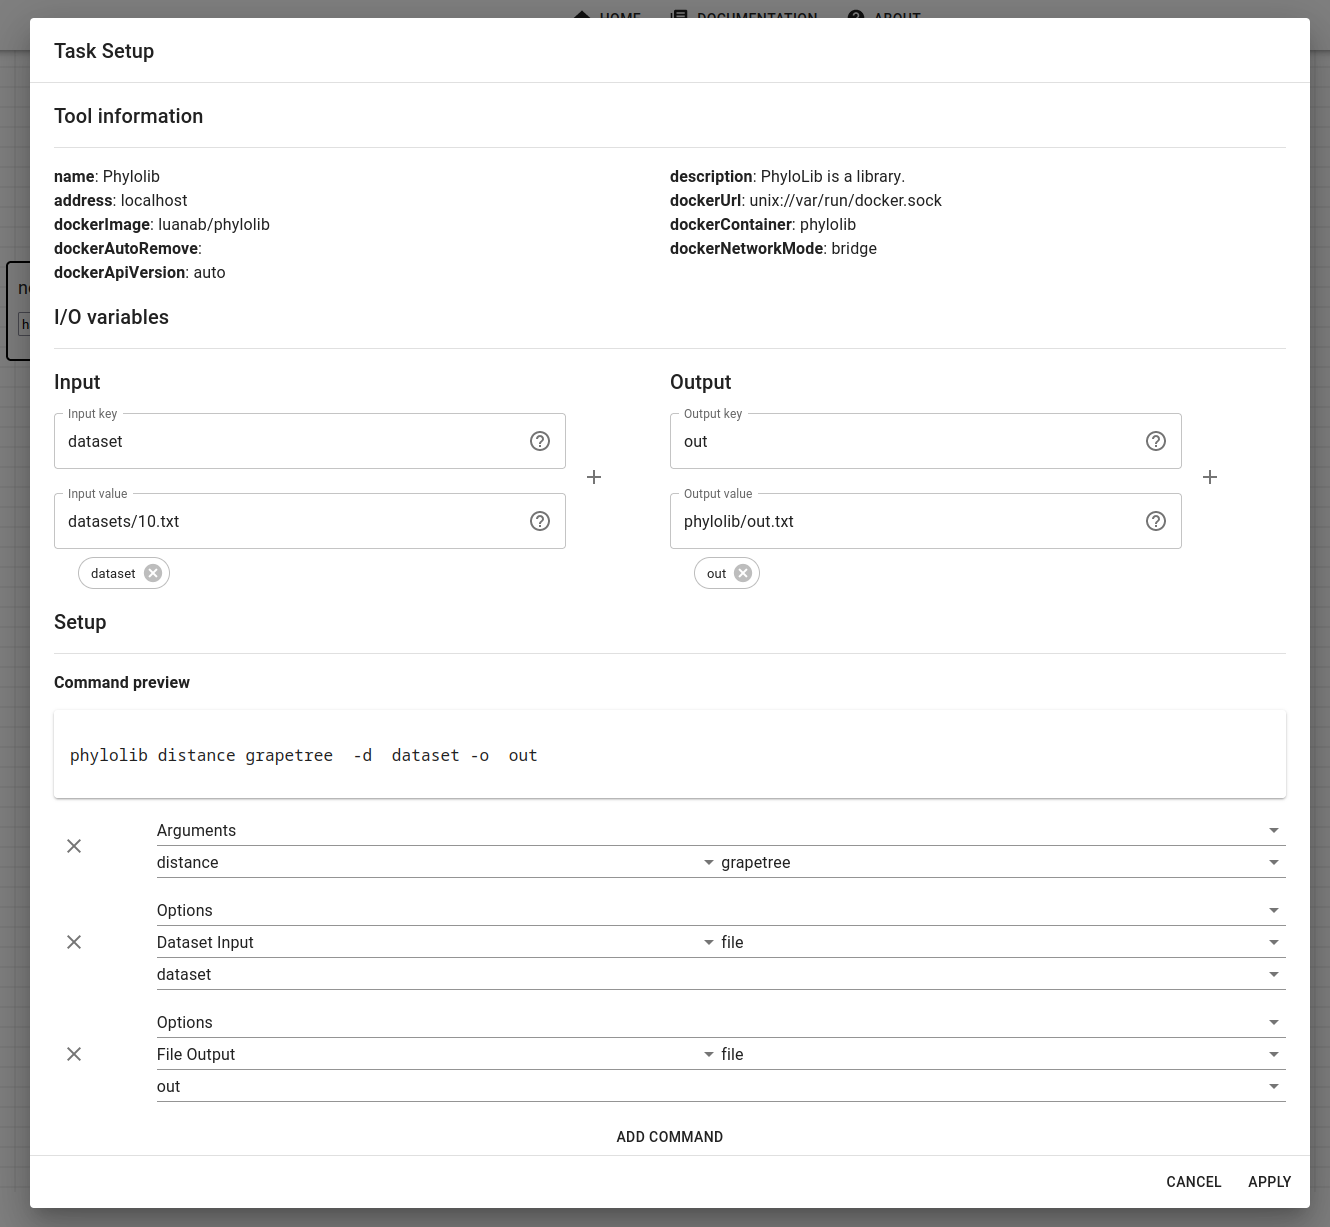 HOME DOCUMENTATION ABOUT
Task Setup
Tool information
name: Phylolib
address: localhost
dockerImage: luanab/phylolib
dockerAutoRemove:
dockerApiVersion: auto
description: PhyloLib is a library.
dockerUrl: unix://var/run/docker.sock
dockerContainer: phylolib
dockerNetworkMode: bridge
I/O variables
Input
Input key
dataset
Input value
datasets/10.txt
dataset
Output
Output key
out
Output value
phylolib/out.txt
out
Setup
Command preview
phylolib distance grapetree  -d  dataset -o  out
Arguments
distance grapetree
Options
Dataset Input file
dataset
Options
File Output file
out
ADD COMMAND
CANCEL APPLY